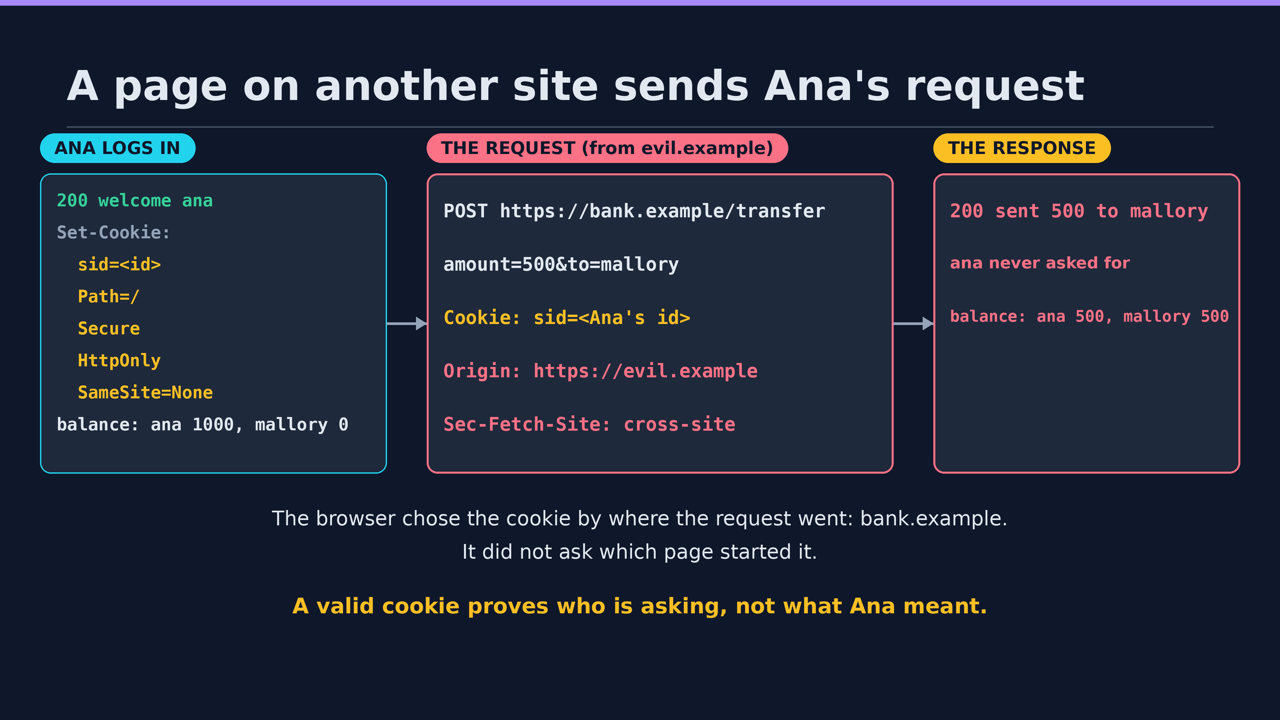 A page on another site sends Ana's request
ANA LOGS IN
200 welcome ana
Set-Cookie:
sid=<id>
Path=/
Secure
HttpOnly
SameSite=None
balance: ana 1000, mallory 0
THE REQUEST (from evil.example)
POST https://bank.example/transfer
amount=500&to=mallory
Cookie: sid=<Ana's id>
Origin: https://evil.example
Sec-Fetch-Site: cross-site
THE RESPONSE
200 sent 500 to mallory
ana never asked for
balance: ana 500, mallory 500
The browser chose the cookie by where the request went: bank.example.
It did not ask which page started it.
A valid cookie proves who is asking, not what Ana meant.